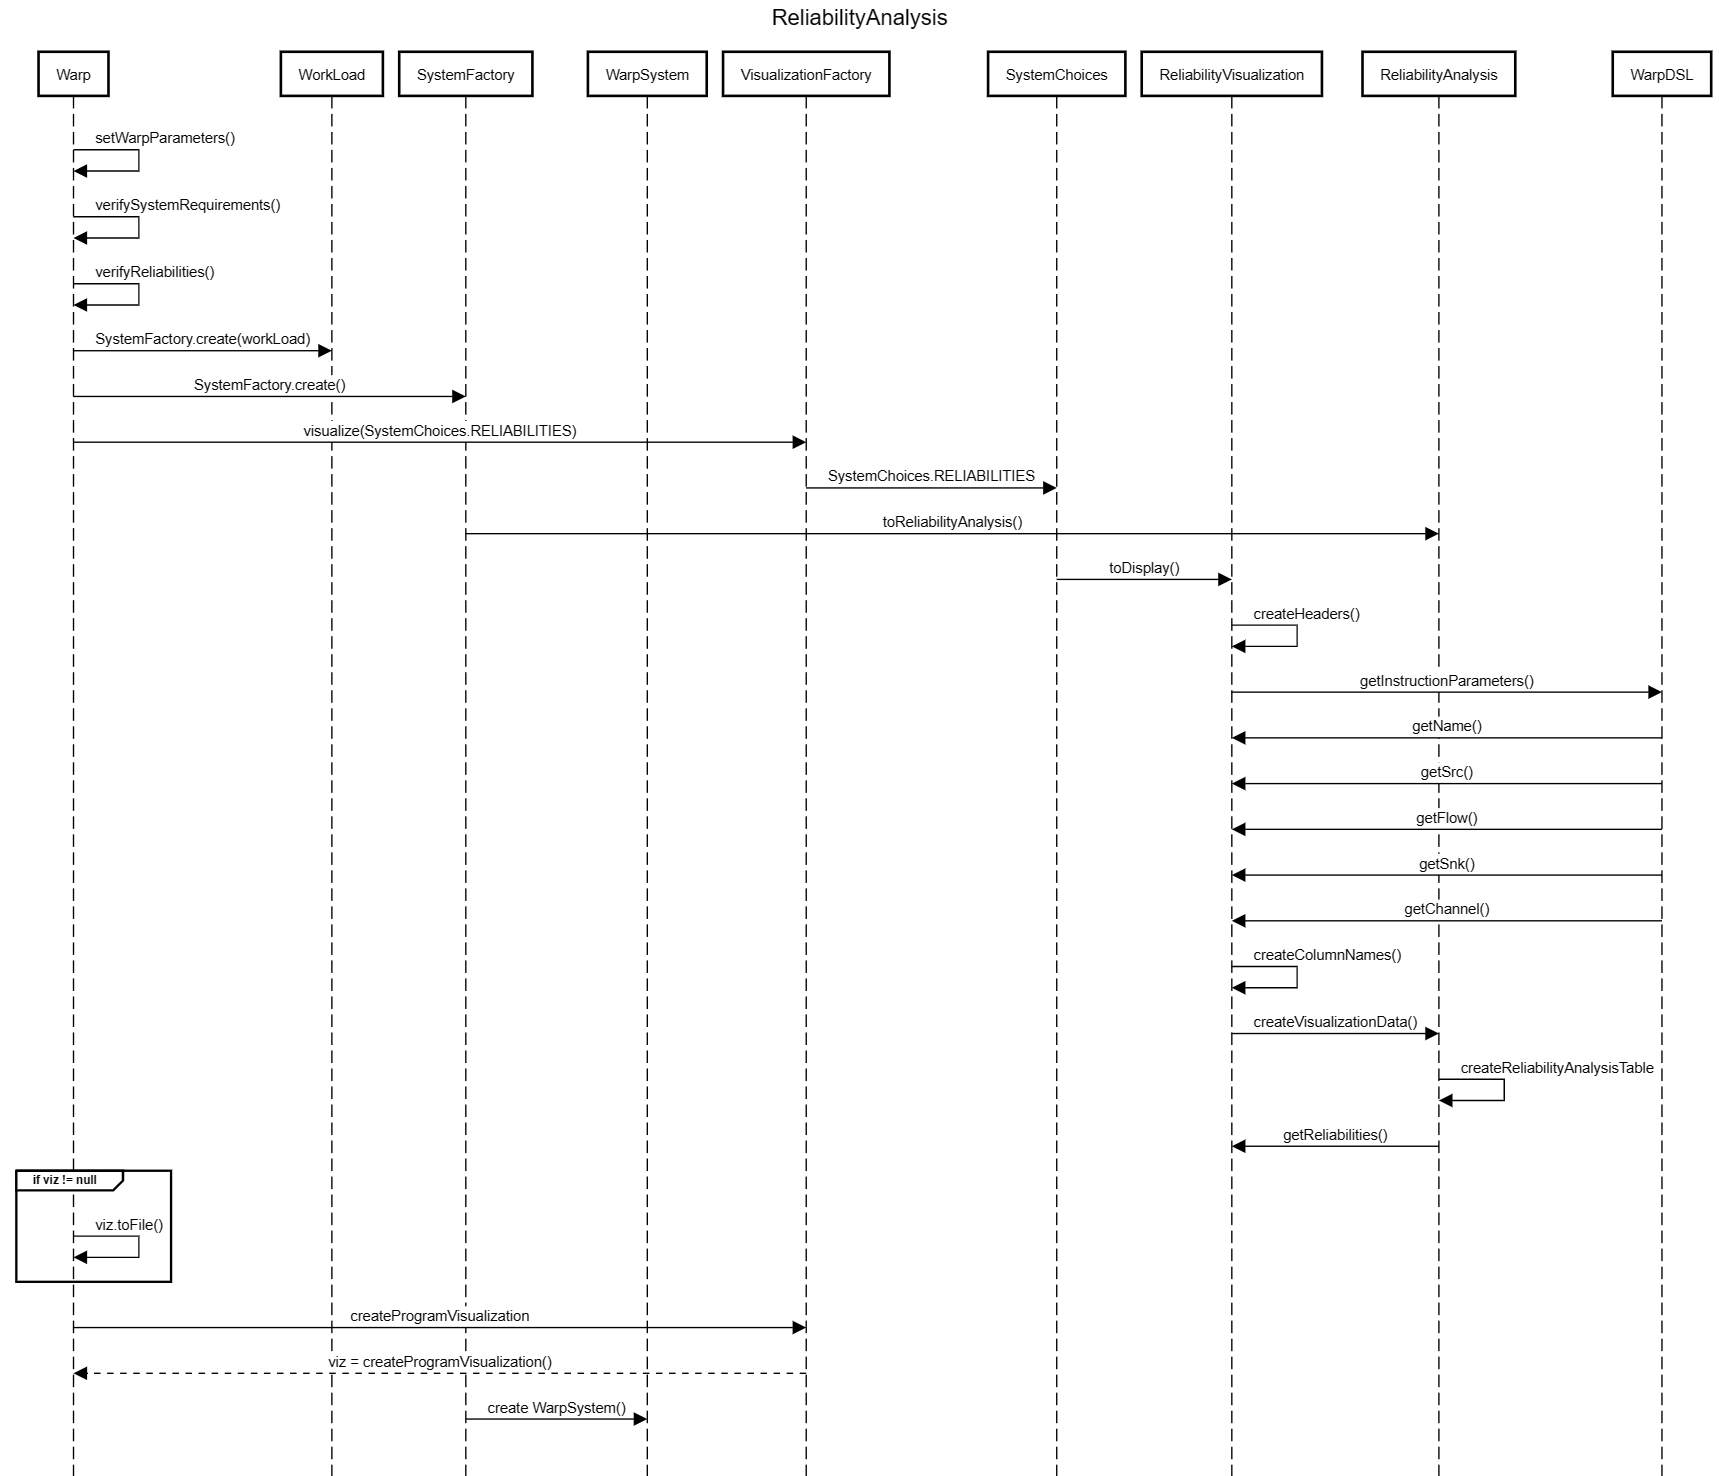 ReliabilityAnalysis
Warp
WorkLoad
SystemFactory
WarpSystem
VisualizationFactory
SystemChoices
ReliabilityVisualization
ReliabilityAnalysis
WarpDSL
setWarpParameters()
verifySystemRequirements()
verifyReliabilities()
SystemFactory.create(workLoad)
SystemFactory.create()
visualize(SystemChoices.RELIABILITIES)
SystemChoices.RELIABILITIES
toReliabilityAnalysis()
toDisplay()
createHeaders()
getInstructionParameters()
getName()
getSrc()
getFlow()
getSnk()
getChannel()
createColumnNames()
createVisualizationData()
createReliabilityAnalysisTable
getReliabilities()
if viz != null
viz.toFile()
createProgramVisualization
viz = createProgramVisualization()
create WarpSystem()